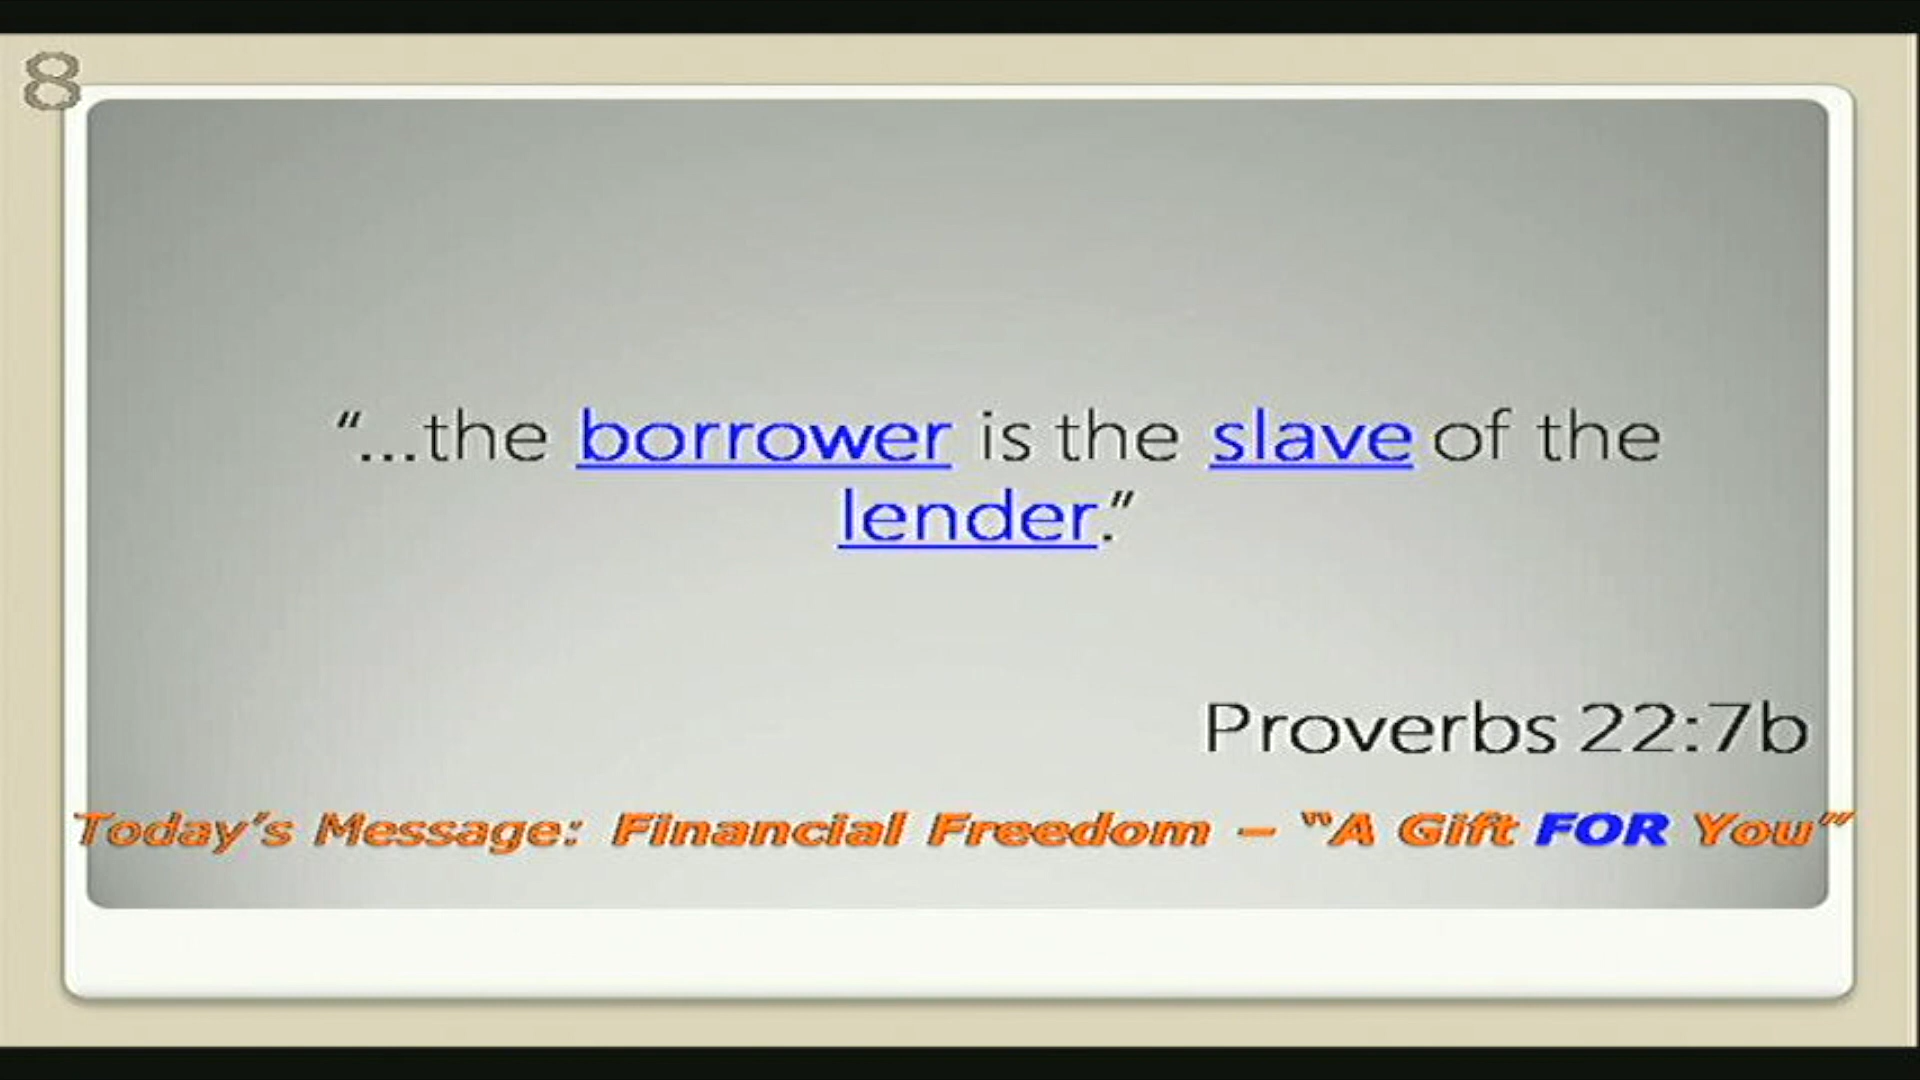 8
“...the borrower is the slave of the
lender.”
Proverbs 22:7b
Today’s Message: Financial Freedom – “A Gift FOR You”